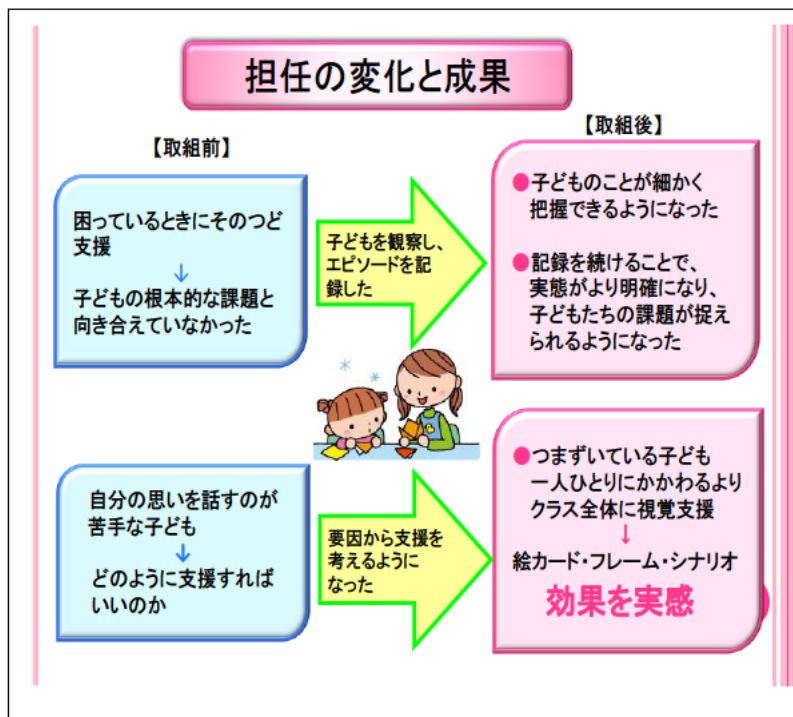 担任の変化と成果
【取組前】
【取組後】
困っているときにそのつど
支援
↓
子どもの根本的な課題と
向き合えていなかった
子どもを観察し、
エピソードを記
録した
●子どものことが細かく
把握できるようになった
●記録を続けることで、
実態がより明確になり、
子どもたちの課題が捉え
られるようになった
自分の思いを話すのが
苦手な子ども
↓
どのように支援すれば
いいのか
要因から支援を
考えるように
なった
●つまずいている子ども
一人ひとりにかかわるより
クラス全体に視覚支援
↓
絵カード・フレーム・シナリオ
効果を実感